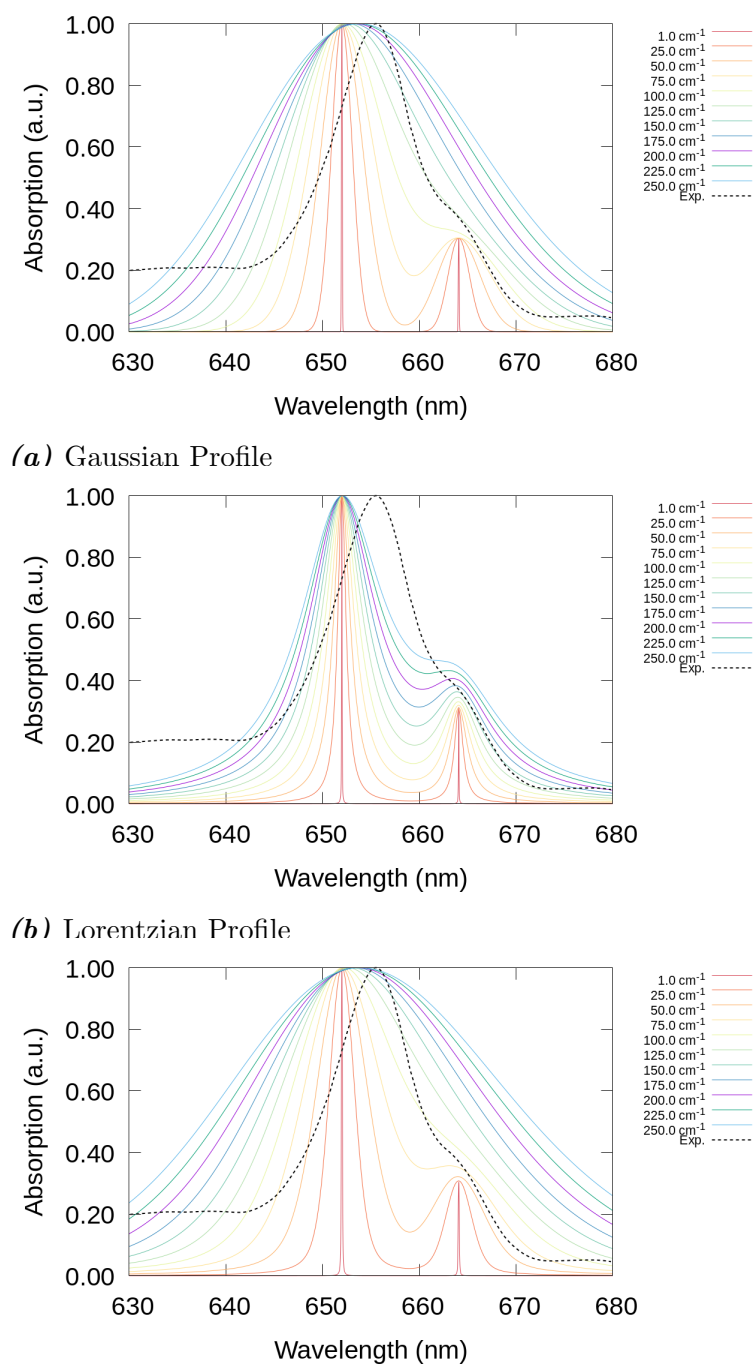 1.00
0.80
0.60
0.40
0.20
0.00
Absorption (a.u.)
630 640 650 660 670 680
Wavelength (nm)
1.0 cm-1
25.0 cm-1
50.0 cm-1
75.0 cm-1
100.0 cm-1
125.0 cm-1
150.0 cm-1
175.0 cm-1
200.0 cm-1
225.0 cm-1
250.0 cm-1
Exp.
(a) Gaussian Profile
1.00
0.80
0.60
0.40
0.20
0.00
Absorption (a.u.)
630 640 650 660 670 680
Wavelength (nm)
1.0 cm-1
25.0 cm-1
50.0 cm-1
75.0 cm-1
100.0 cm-1
125.0 cm-1
150.0 cm-1
175.0 cm-1
200.0 cm-1
225.0 cm-1
250.0 cm-1
Exp.
(b) Lorentzian Profile
1.00
0.80
0.60
0.40
0.20
0.00
Absorption (a.u.)
630 640 650 660 670 680
Wavelength (nm)
1.0 cm-1
25.0 cm-1
50.0 cm-1
75.0 cm-1
100.0 cm-1
125.0 cm-1
150.0 cm-1
175.0 cm-1
200.0 cm-1
225.0 cm-1
250.0 cm-1
Exp.